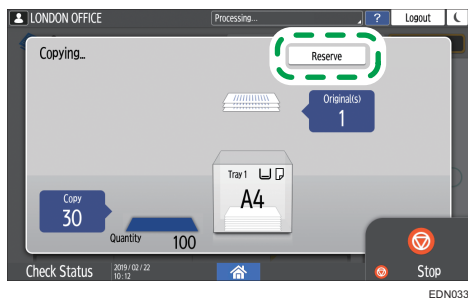 LONDON OFFICE
Processing...
?
Logout
Copying...
Reserve
Original(s)
1
Tray 1
A4
Copy
30
Quantity
100
Check Status
2019 / 02 / 22
10 : 12
Stop
EDN033